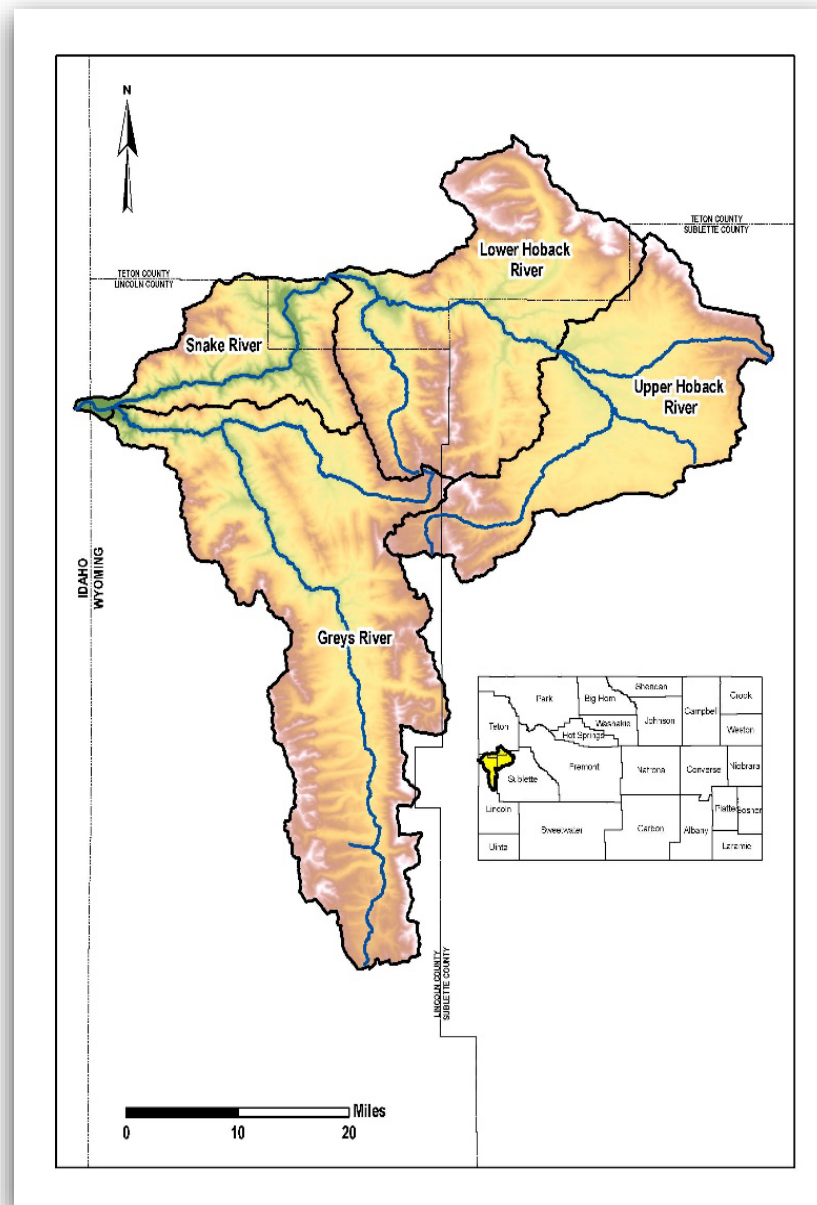 N
TETON COUNTY
SUBLETTE COUNTY
Lower Hoback
River
TETON COUNTY
LINCOLN COUNTY
Snake River
Upper Hoback
River
IDAHO
WYOMING
Greys River
Sheridan
Park
Big Horn
Crook
Campbell
Johnson
Washakie
Teton
Weston
Hot Springs
Fremont
Natrona
Converse
Niobrara
Sublette
Lincoln
Platte
Goshen
Sweetwater
Carbon
Albany
Uinta
Laramie
LINCOLN COUNTY
SUBLETTE COUNTY
Miles
0 10 20